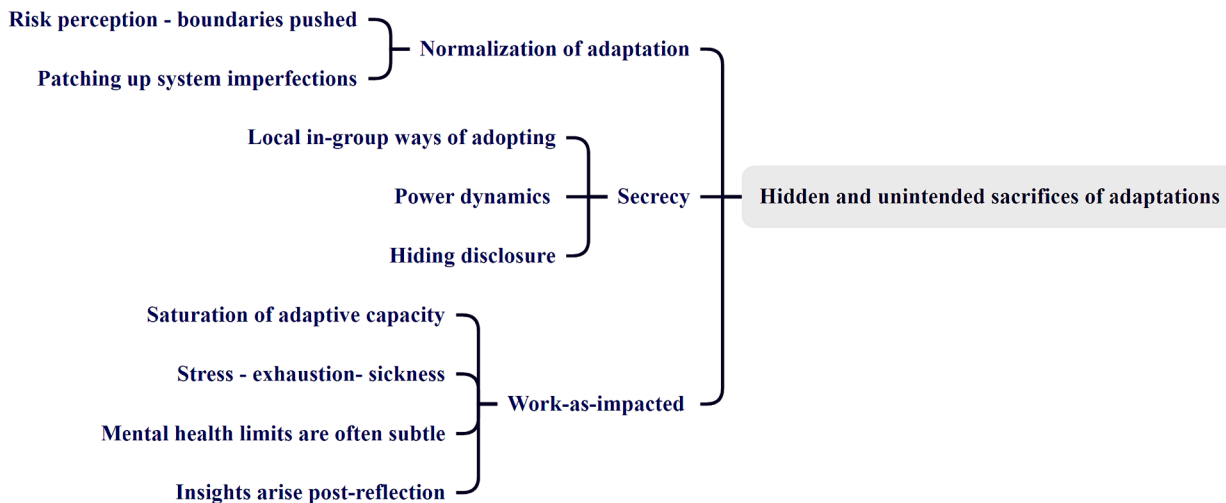 Risk perception - boundaries pushed
Normalization of adaptation
Patching up system imperfections
Local in-group ways of adopting
Power dynamics
Secrecy
Hidden and unintended sacrifices of adaptations
Hiding disclosure
Saturation of adaptive capacity
Stress - exhaustion- sickness
Work-as-impacted
Mental health limits are often subtle
Insights arise post-reflection